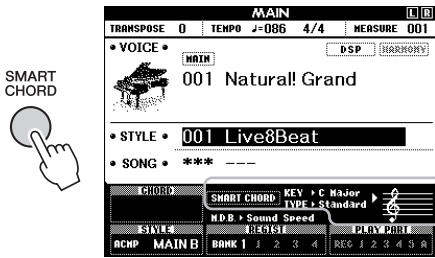 MAIN L R
TRANSPOSE 0 TEMPO ♩=086 4/4 MEASURE 001
• VOICE • DSP HARMONY
MAIN
001 Natural! Grand
SMART
CHORD
• STYLE • 001 Live8Beat
• SONG • *** ---
CHORD SMART CHORD KEY ▸ C Major ▸
TYPE ▸ Standard
M.D.B. ▸ Sound Speed
STYLE REGIST PLAY PART
ACMP MAIN B BANK 1 1 2 3 4 REC 1 2 3 4 5 A